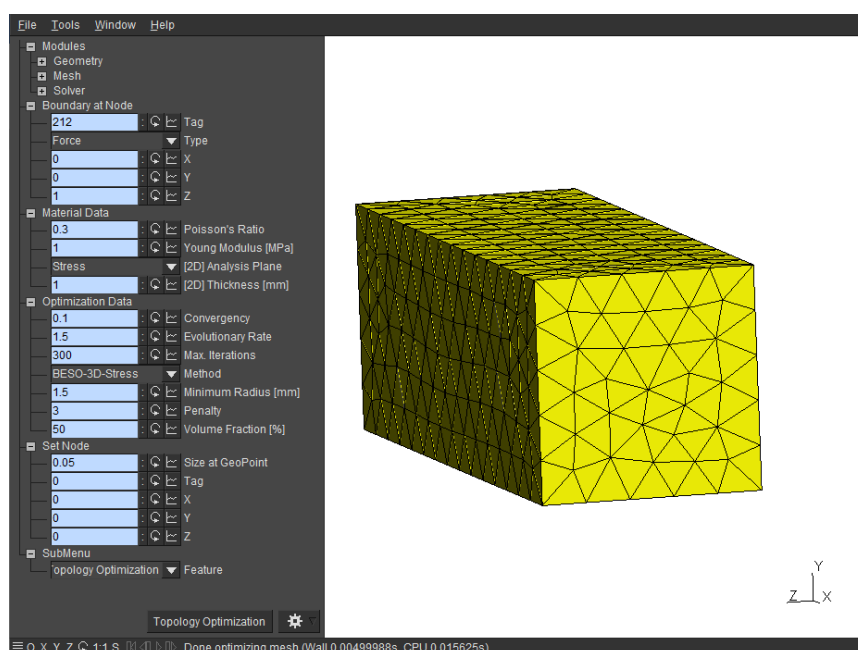 File Tools Window Help
Modules
Geometry
Mesh
Solver
Boundary at Node
212 : Tag
Force Type
0 : X
0 : Y
1 : Z
Material Data
0.3 : Poisson's Ratio
1 : Young Modulus [MPa]
Stress [2D] Analysis Plane
1 : [2D] Thickness [mm]
Optimization Data
0.1 : Convergency
1.5 : Evolutionary Rate
300 : Max. Iterations
BESO-3D-Stress Method
1.5 : Minimum Radius [mm]
3 : Penalty
50 : Volume Fraction [%]
Set Node
0.05 : Size at GeoPoint
0 : Tag
0 : X
0 : Y
0 : Z
SubMenu
opology Optimization Feature
Y
Z X
Topology Optimization
O X Y Z 1:1 S Done optimizing mesh (Wall 0.00499988s, CPU 0.015625s)